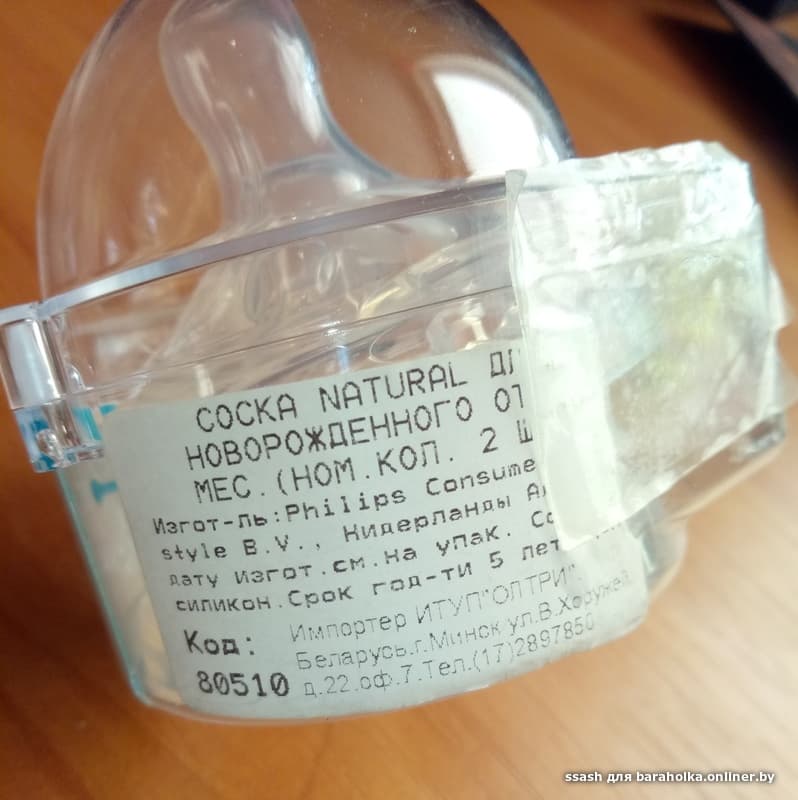 СОСКА NATURAL
НОВОРОЖДЕННОГО ОТ
МЕС.(НОМ.КОЛ. 2
Изгот-ль:Philips Consume
style B.V., Нидерланды
дату изгот.см.на упак.
силикон.Срок год-ти 5 лет
Импортер ИТУП"ОЛТРИ".
Код: Беларусь.г.Минск ул.В.Хоружей
80510 д.22.оф.7.Тел.(17)2897850
ssash для baraholka.onliner.by